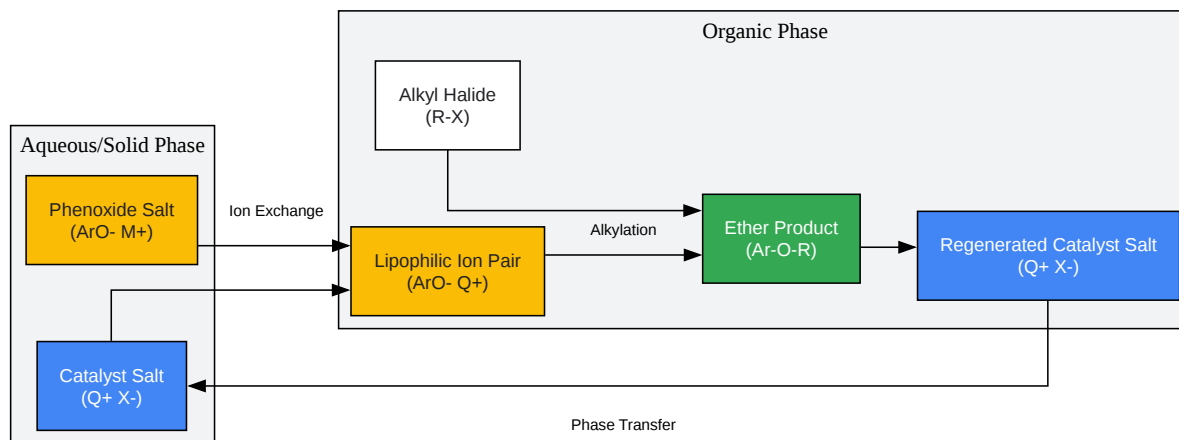 Organic Phase
Alkyl Halide
(R-X)
Aqueous/Solid Phase
Phenoxide Salt
(ArO- M+)
Ion Exchange
Lipophilic Ion Pair
(ArO- Q+)
Alkylation
Ether Product
(Ar-O-R)
Regenerated Catalyst Salt
(Q+ X-)
Catalyst Salt
(Q+ X-)
Phase Transfer